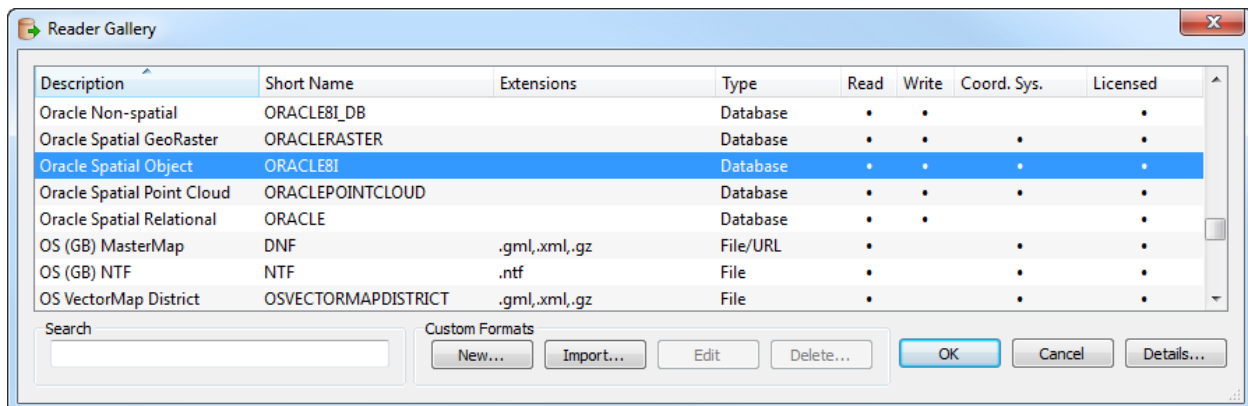 Reader Gallery
Description Short Name Extensions Type Read Write Coord. Sys. Licensed
Oracle Non-spatial ORACLE8I_DB Database • • •
Oracle Spatial GeoRaster ORACLERASTER Database • • • •
Oracle Spatial Object ORACLE8I Database • • • •
Oracle Spatial Point Cloud ORACLEPOINTCLOUD Database • • • •
Oracle Spatial Relational ORACLE Database • • •
OS (GB) MasterMap DNF .gml,.xml,.gz File/URL • • •
OS (GB) NTF NTF .ntf File • • •
OS VectorMap District OSVECTORMAPDISTRICT .gml,.xml,.gz File • • •
Search Custom Formats
New... Import... Edit Delete... OK Cancel Details...